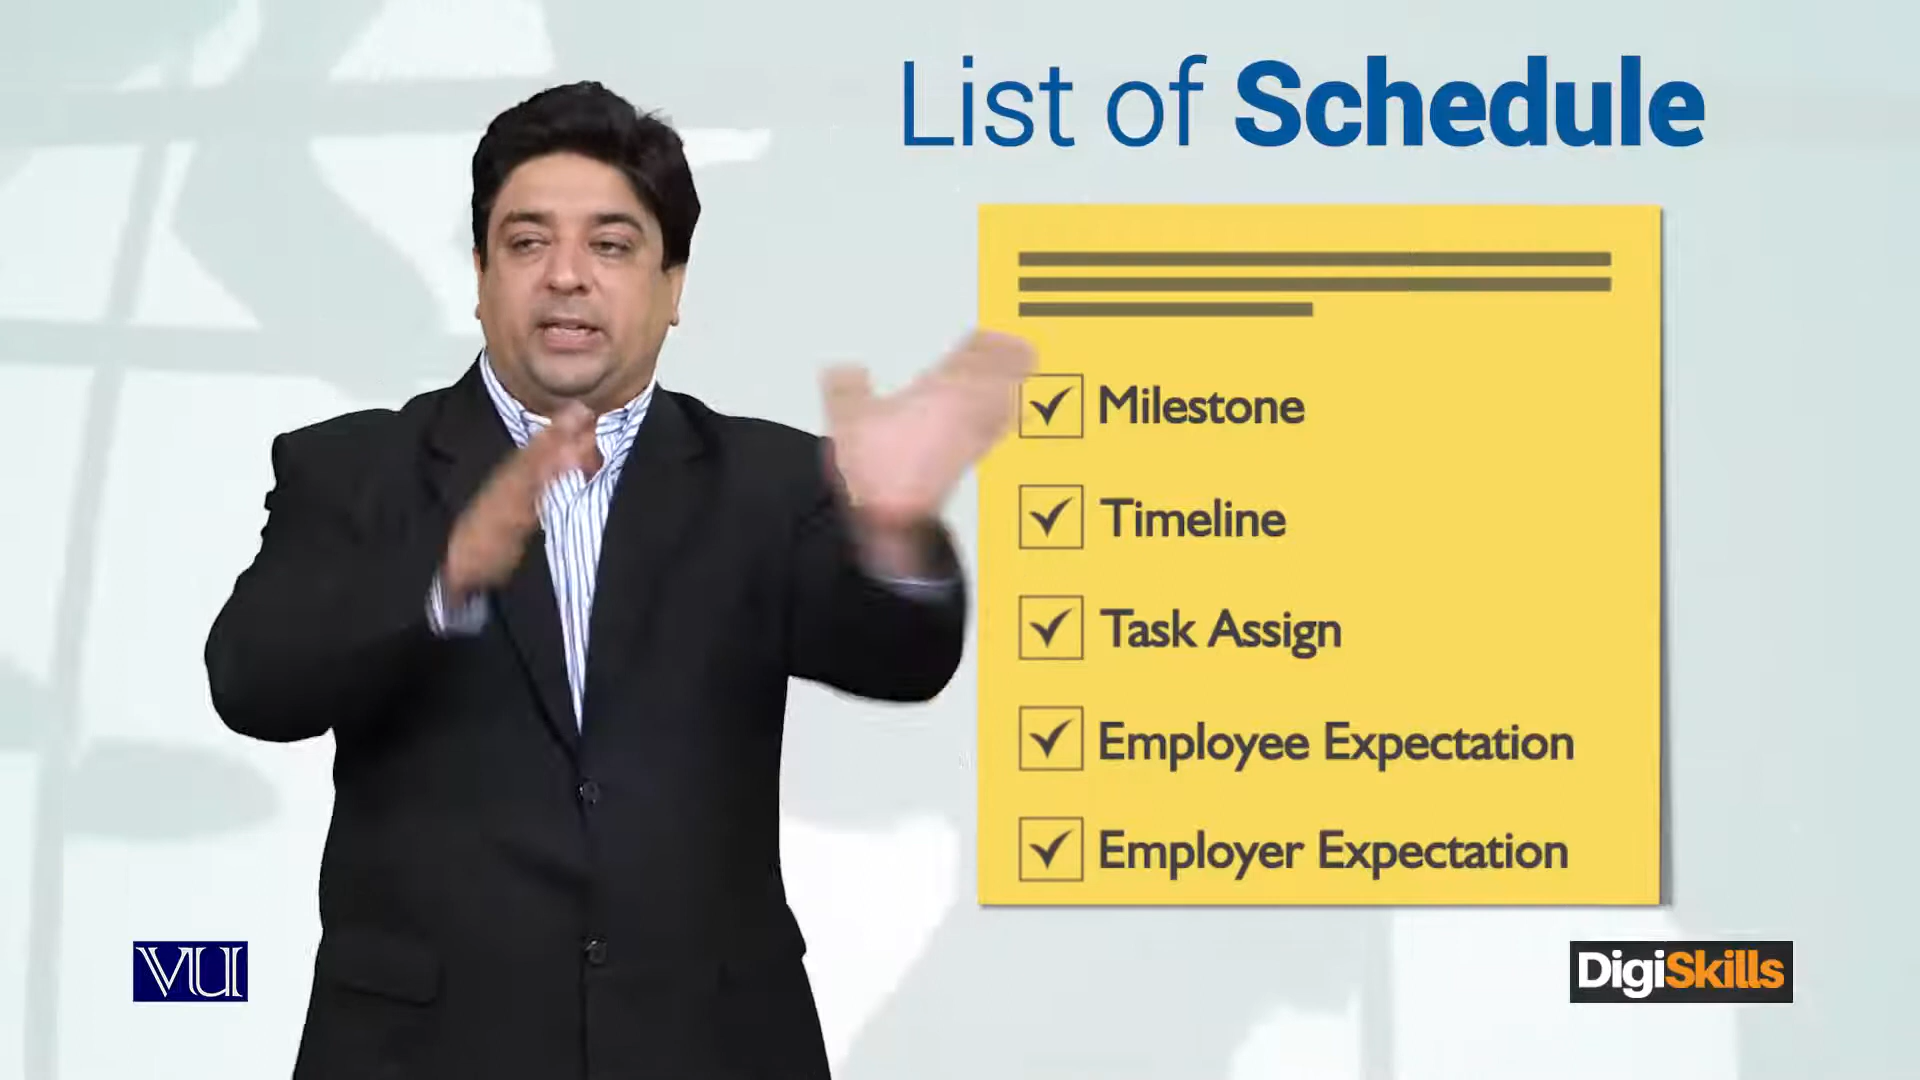 List of Schedule
Milestone
Timeline
Task Assign
Employee Expectation
Employer Expectation
VU
DigiSkills